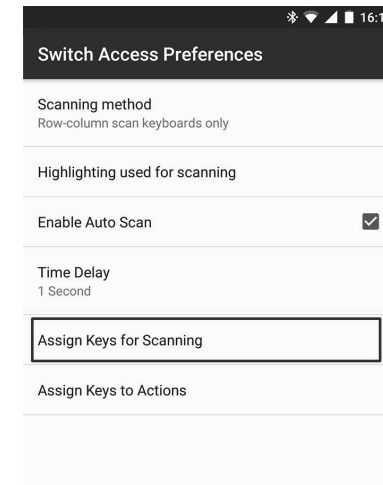 16:1
Switch Access Preferences
Scanning method
Row-column scan keyboards only
Highlighting used for scanning
Enable Auto Scan
Time Delay
1 Second
Assign Keys for Scanning
Assign Keys to Actions